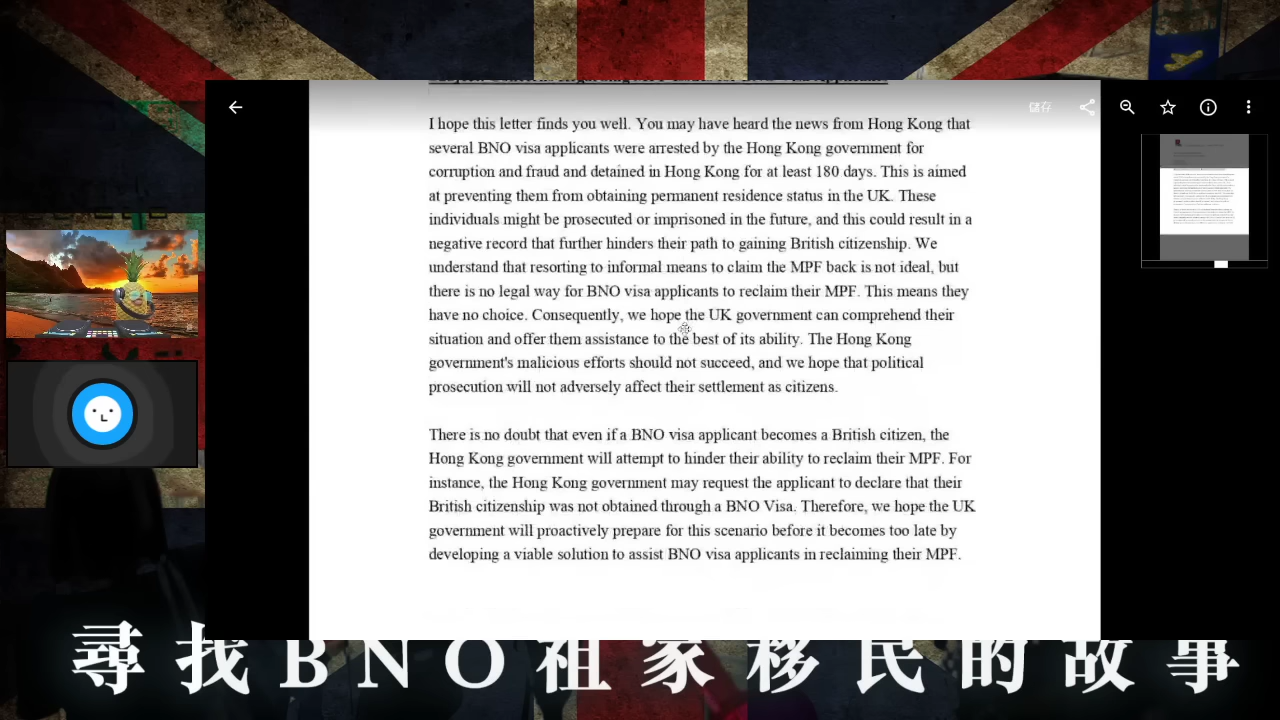 儲存
I hope this letter finds you well. You may have heard the news from Hong Kong that
several BNO visa applicants were arrested by the Hong Kong government for
corruption and fraud and detained in Hong Kong for at least 180 days. This is aimed
at preventing them from obtaining permanent residence status in the UK. These
individuals might be prosecuted or imprisoned in the future, and this could result in a
negative record that further hinders their path to gaining British citizenship. We
understand that resorting to informal means to claim the MPF back is not ideal, but
there is no legal way for BNO visa applicants to reclaim their MPF. This means they
have no choice. Consequently, we hope the UK government can comprehend their
situation and offer them assistance to the best of its ability. The Hong Kong
government's malicious efforts should not succeed, and we hope that political
prosecution will not adversely affect their settlement as citizens.
There is no doubt that even if a BNO visa applicant becomes a British citizen, the
Hong Kong government will attempt to hinder their ability to reclaim their MPF. For
instance, the Hong Kong government may request the applicant to declare that their
British citizenship was not obtained through a BNO Visa. Therefore, we hope the UK
government will proactively prepare for this scenario before it becomes too late by
developing a viable solution to assist BNO visa applicants in reclaiming their MPF.
尋找BNO祖家移民的故事